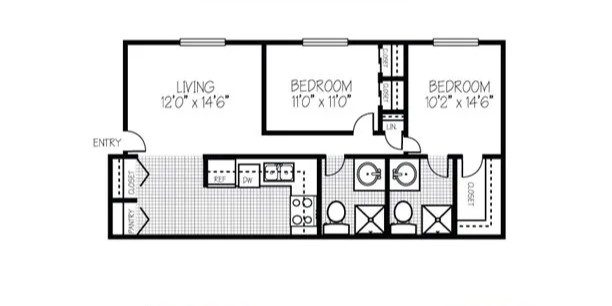 LIVING
12'0" x 14'6"
BEDROOM
11'0" x 11'0"
CLOSET
CLOSET
BEDROOM
10'2" x 14'6"
LIN.
ENTRY
CLOSET
PANTRY
REF
DW
CLOSET